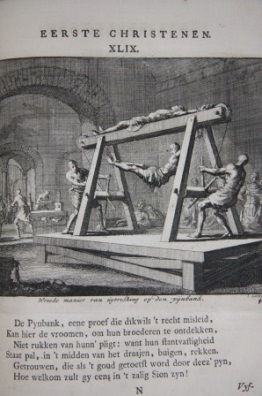 EERSTE CHRISTENEN.
XLIX.
Wreede manier van uitrekking op den pynbank.
De Pynbank, eene proef die dikwils 't recht misleid,
Kan hier de vroomen, om hun broederen te ontdekken,
Niet rukken van hunn' pligt: want hun standvastigheid
Staat pal, in 't midden van het draajen, buigen, rekken.
Getrouwen, die als 't goud getoetst word door deez' pyn,
Hoe welkom zult gy eens in 't zalig Sion zyn!
N
Vyf-